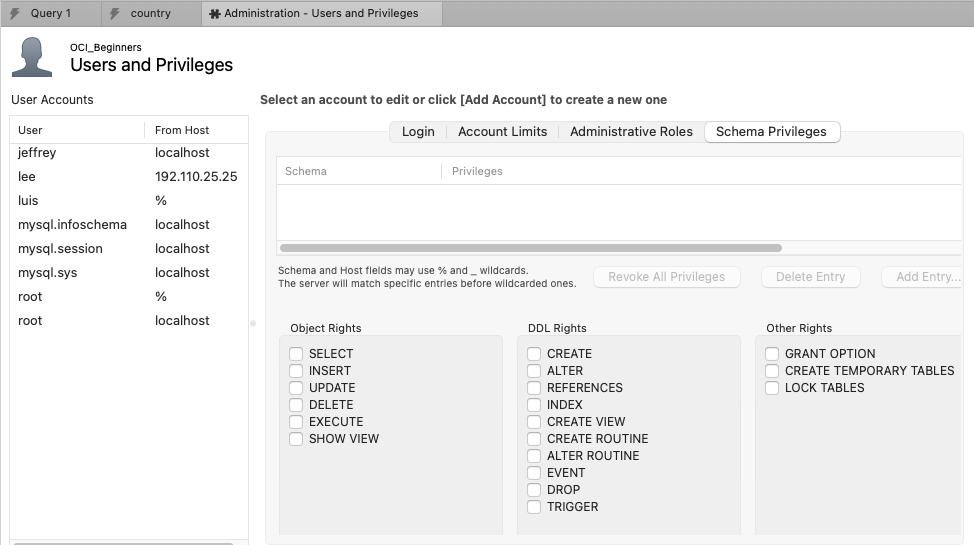 Query 1
country
Administration - Users and Privileges
OCI_Beginners
Users and Privileges
User Accounts
User From Host
jeffrey localhost
lee 192.110.25.25
luis %
mysql.infoschema localhost
mysql.session localhost
mysql.sys localhost
root %
root localhost
Select an account to edit or click [Add Account] to create a new one
Login Account Limits Administrative Roles Schema Privileges
Schema Privileges
Schema and Host fields may use % and _ wildcards.
The server will match specific entries before wildcarded ones.
Revoke All Privileges Delete Entry Add Entry...
Object Rights
SELECT
INSERT
UPDATE
DELETE
EXECUTE
SHOW VIEW
DDL Rights
CREATE
ALTER
REFERENCES
INDEX
CREATE VIEW
CREATE ROUTINE
ALTER ROUTINE
EVENT
DROP
TRIGGER
Other Rights
GRANT OPTION
CREATE TEMPORARY TABLES
LOCK TABLES